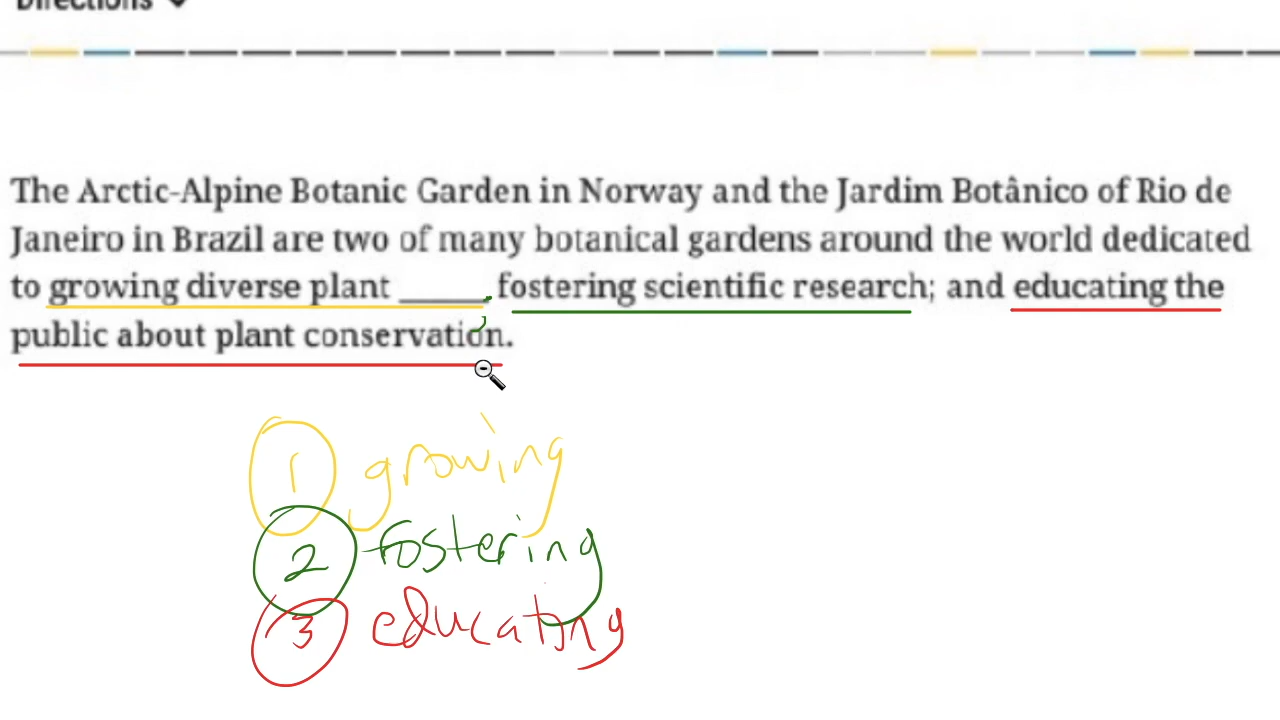 Directions
The Arctic-Alpine Botanic Garden in Norway and the Jardim Botânico of Rio de
Janeiro in Brazil are two of many botanical gardens around the world dedicated
to growing diverse plant ______; fostering scientific research; and educating the
public about plant conservation.
1 growing
2 fostering
3 educating